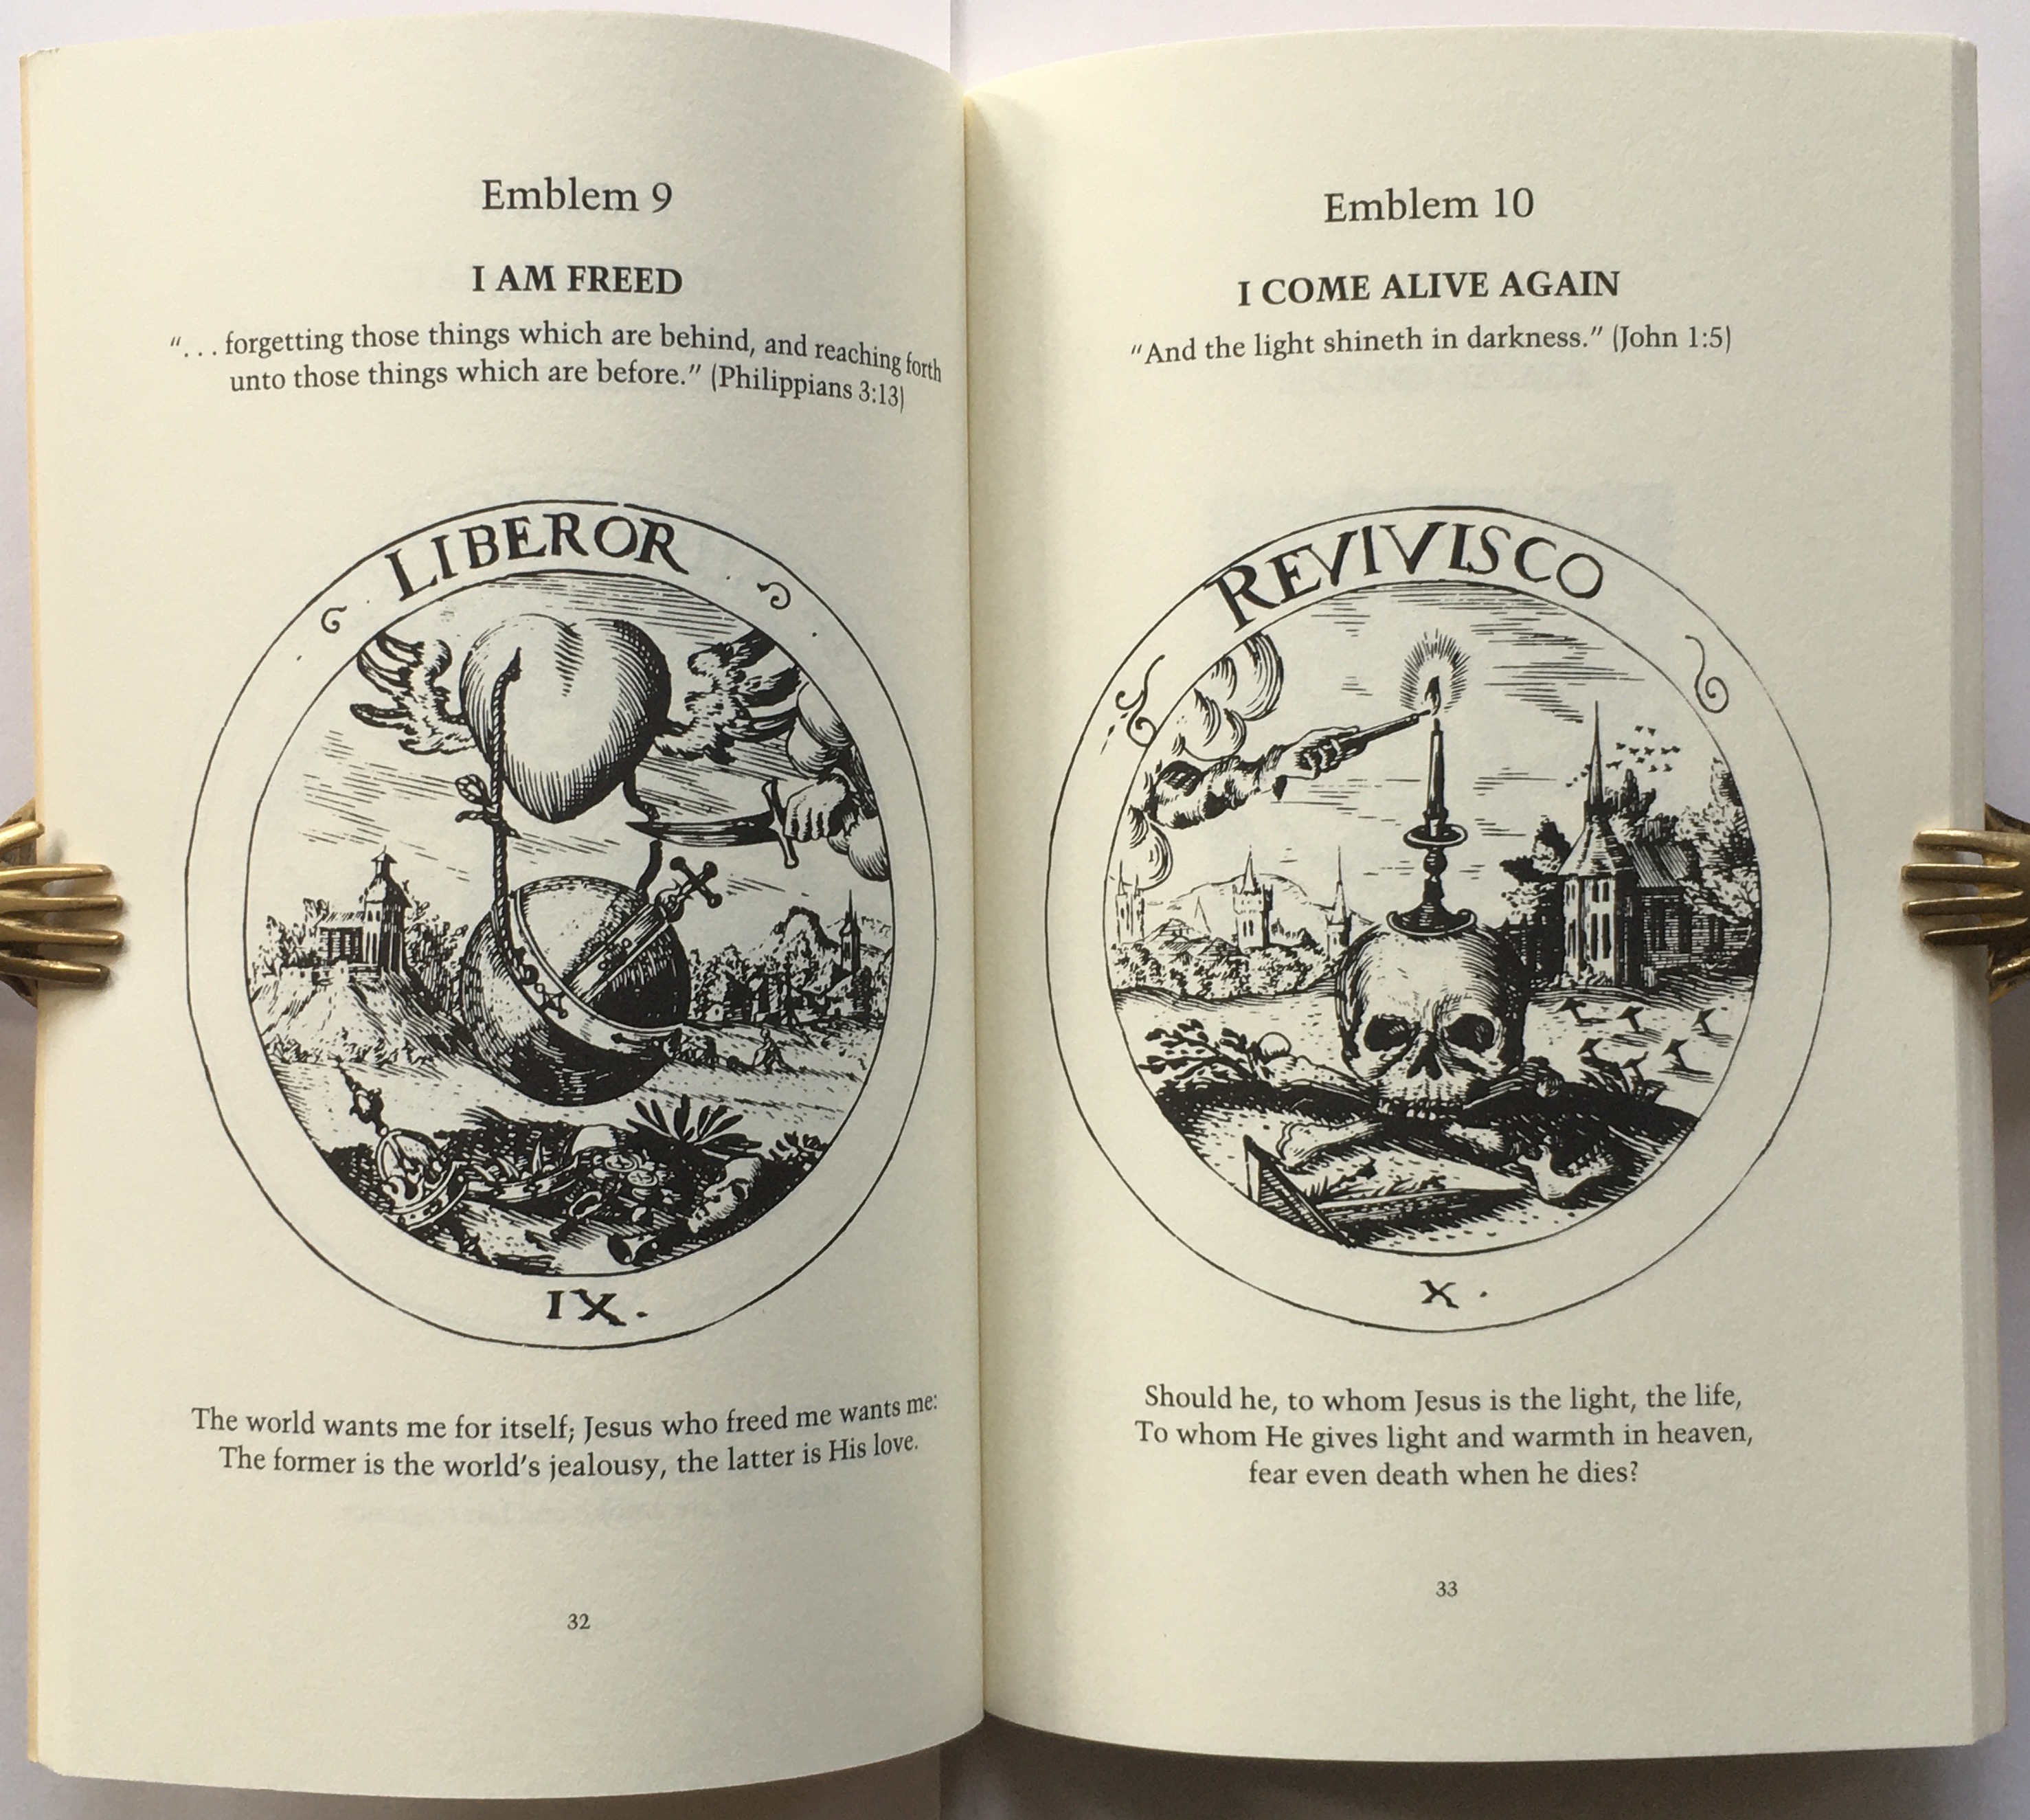 Emblem 9
I AM FREED
“. . . forgetting those things which are behind, and reaching forth
unto those things which are before.” (Philippians 3:13)
LIBEROR
IX.
The world wants me for itself; Jesus who freed me wants me:
The former is the world’s jealousy, the latter is His love.
32
Emblem 10
I COME ALIVE AGAIN
“And the light shineth in darkness.” (John 1:5)
REVIVISCO
X.
Should he, to whom Jesus is the light, the life,
To whom He gives light and warmth in heaven,
fear even death when he dies?
33